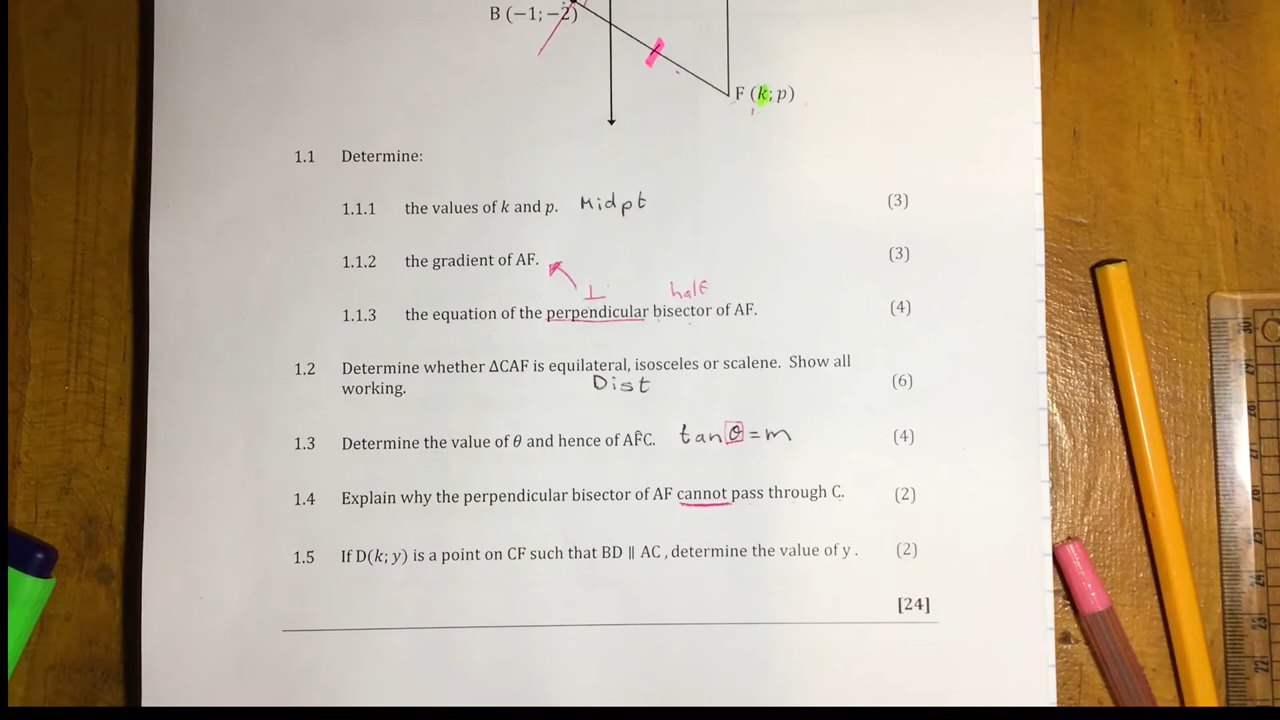 B (−1; −2)
F (k; p)
1.1 Determine:
1.1.1 the values of k and p. Midpt (3)
1.1.2 the gradient of AF. (3)
⊥ half
1.1.3 the equation of the perpendicular bisector of AF. (4)
1.2 Determine whether ΔCAF is equilateral, isosceles or scalene. Show all
working. Dist (6)
1.3 Determine the value of θ and hence of AF̂C. tanθ=m (4)
1.4 Explain why the perpendicular bisector of AF cannot pass through C. (2)
1.5 If D(k; y) is a point on CF such that BD ∥ AC , determine the value of y . (2)
[24]